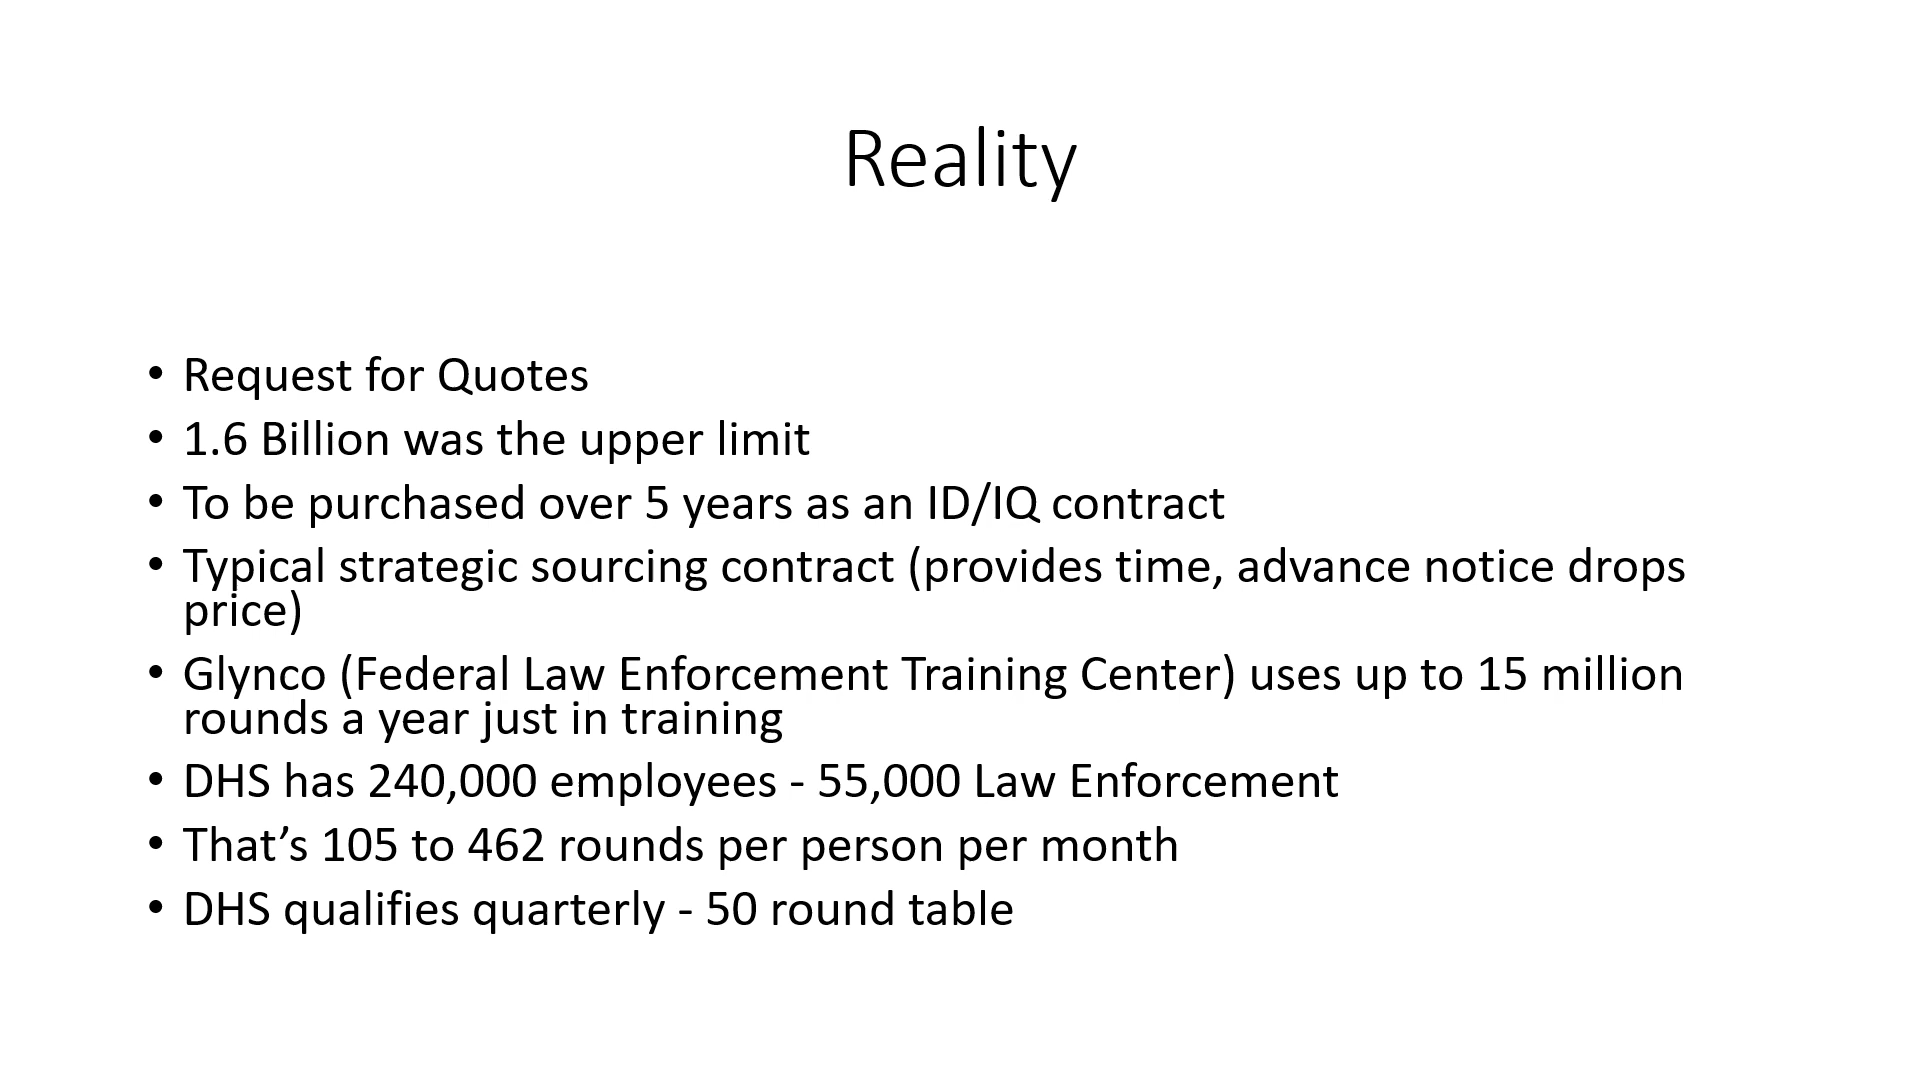 Reality
• Request for Quotes
• 1.6 Billion was the upper limit
• To be purchased over 5 years as an ID/IQ contract
• Typical strategic sourcing contract (provides time, advance notice drops
price)
• Glynco (Federal Law Enforcement Training Center) uses up to 15 million
rounds a year just in training
• DHS has 240,000 employees - 55,000 Law Enforcement
• That’s 105 to 462 rounds per person per month
• DHS qualifies quarterly - 50 round table